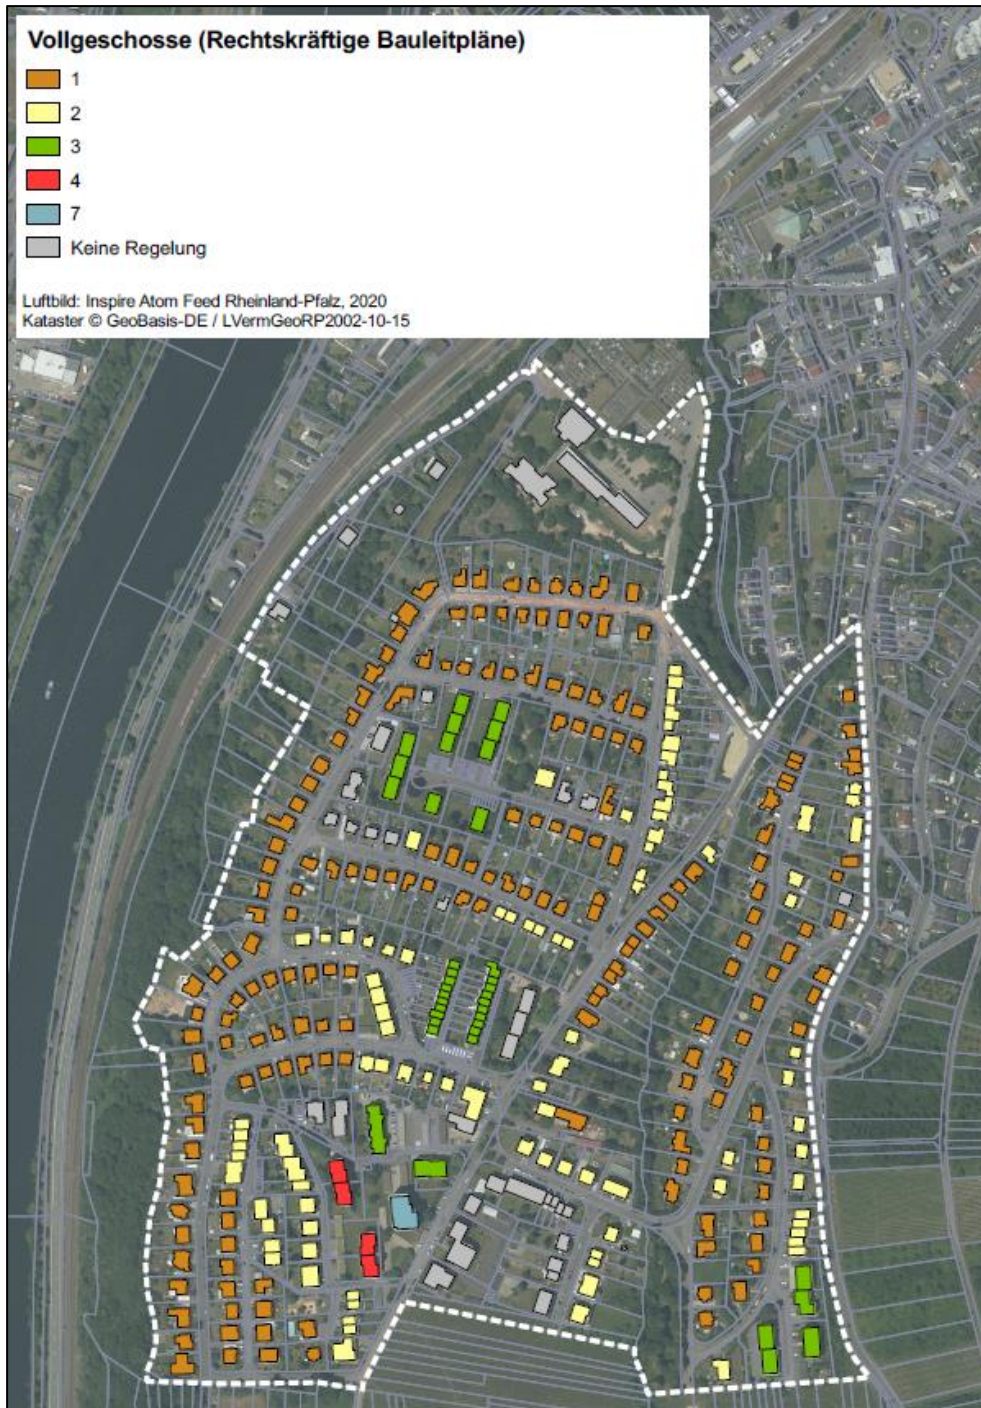 Vollgeschosse (Rechtskräftige Bauleitpläne)
1
2
3
4
7
Keine Regelung
Luftbild: Inspire Atom Feed Rheinland-Pfalz, 2020
Kataster © GeoBasis-DE / LVermGeoRP2002-10-15